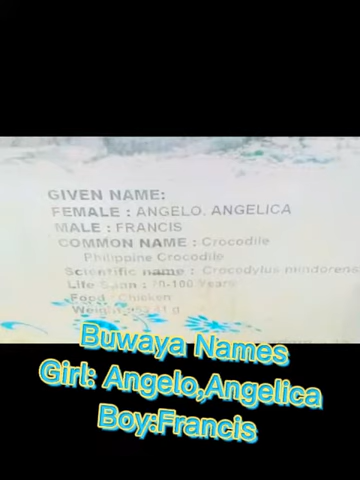 GIVEN NAME:
FEMALE : ANGELO. ANGELICA
MALE : FRANCIS
COMMON NAME : Crocodile
Philippine Crocodile
Scientific name : Crocodylus mindorens
Life Span : 70-100 Years
Food : Chicken
Buwaya Names
Girl: Angelo,Angelica
Boy:Francis